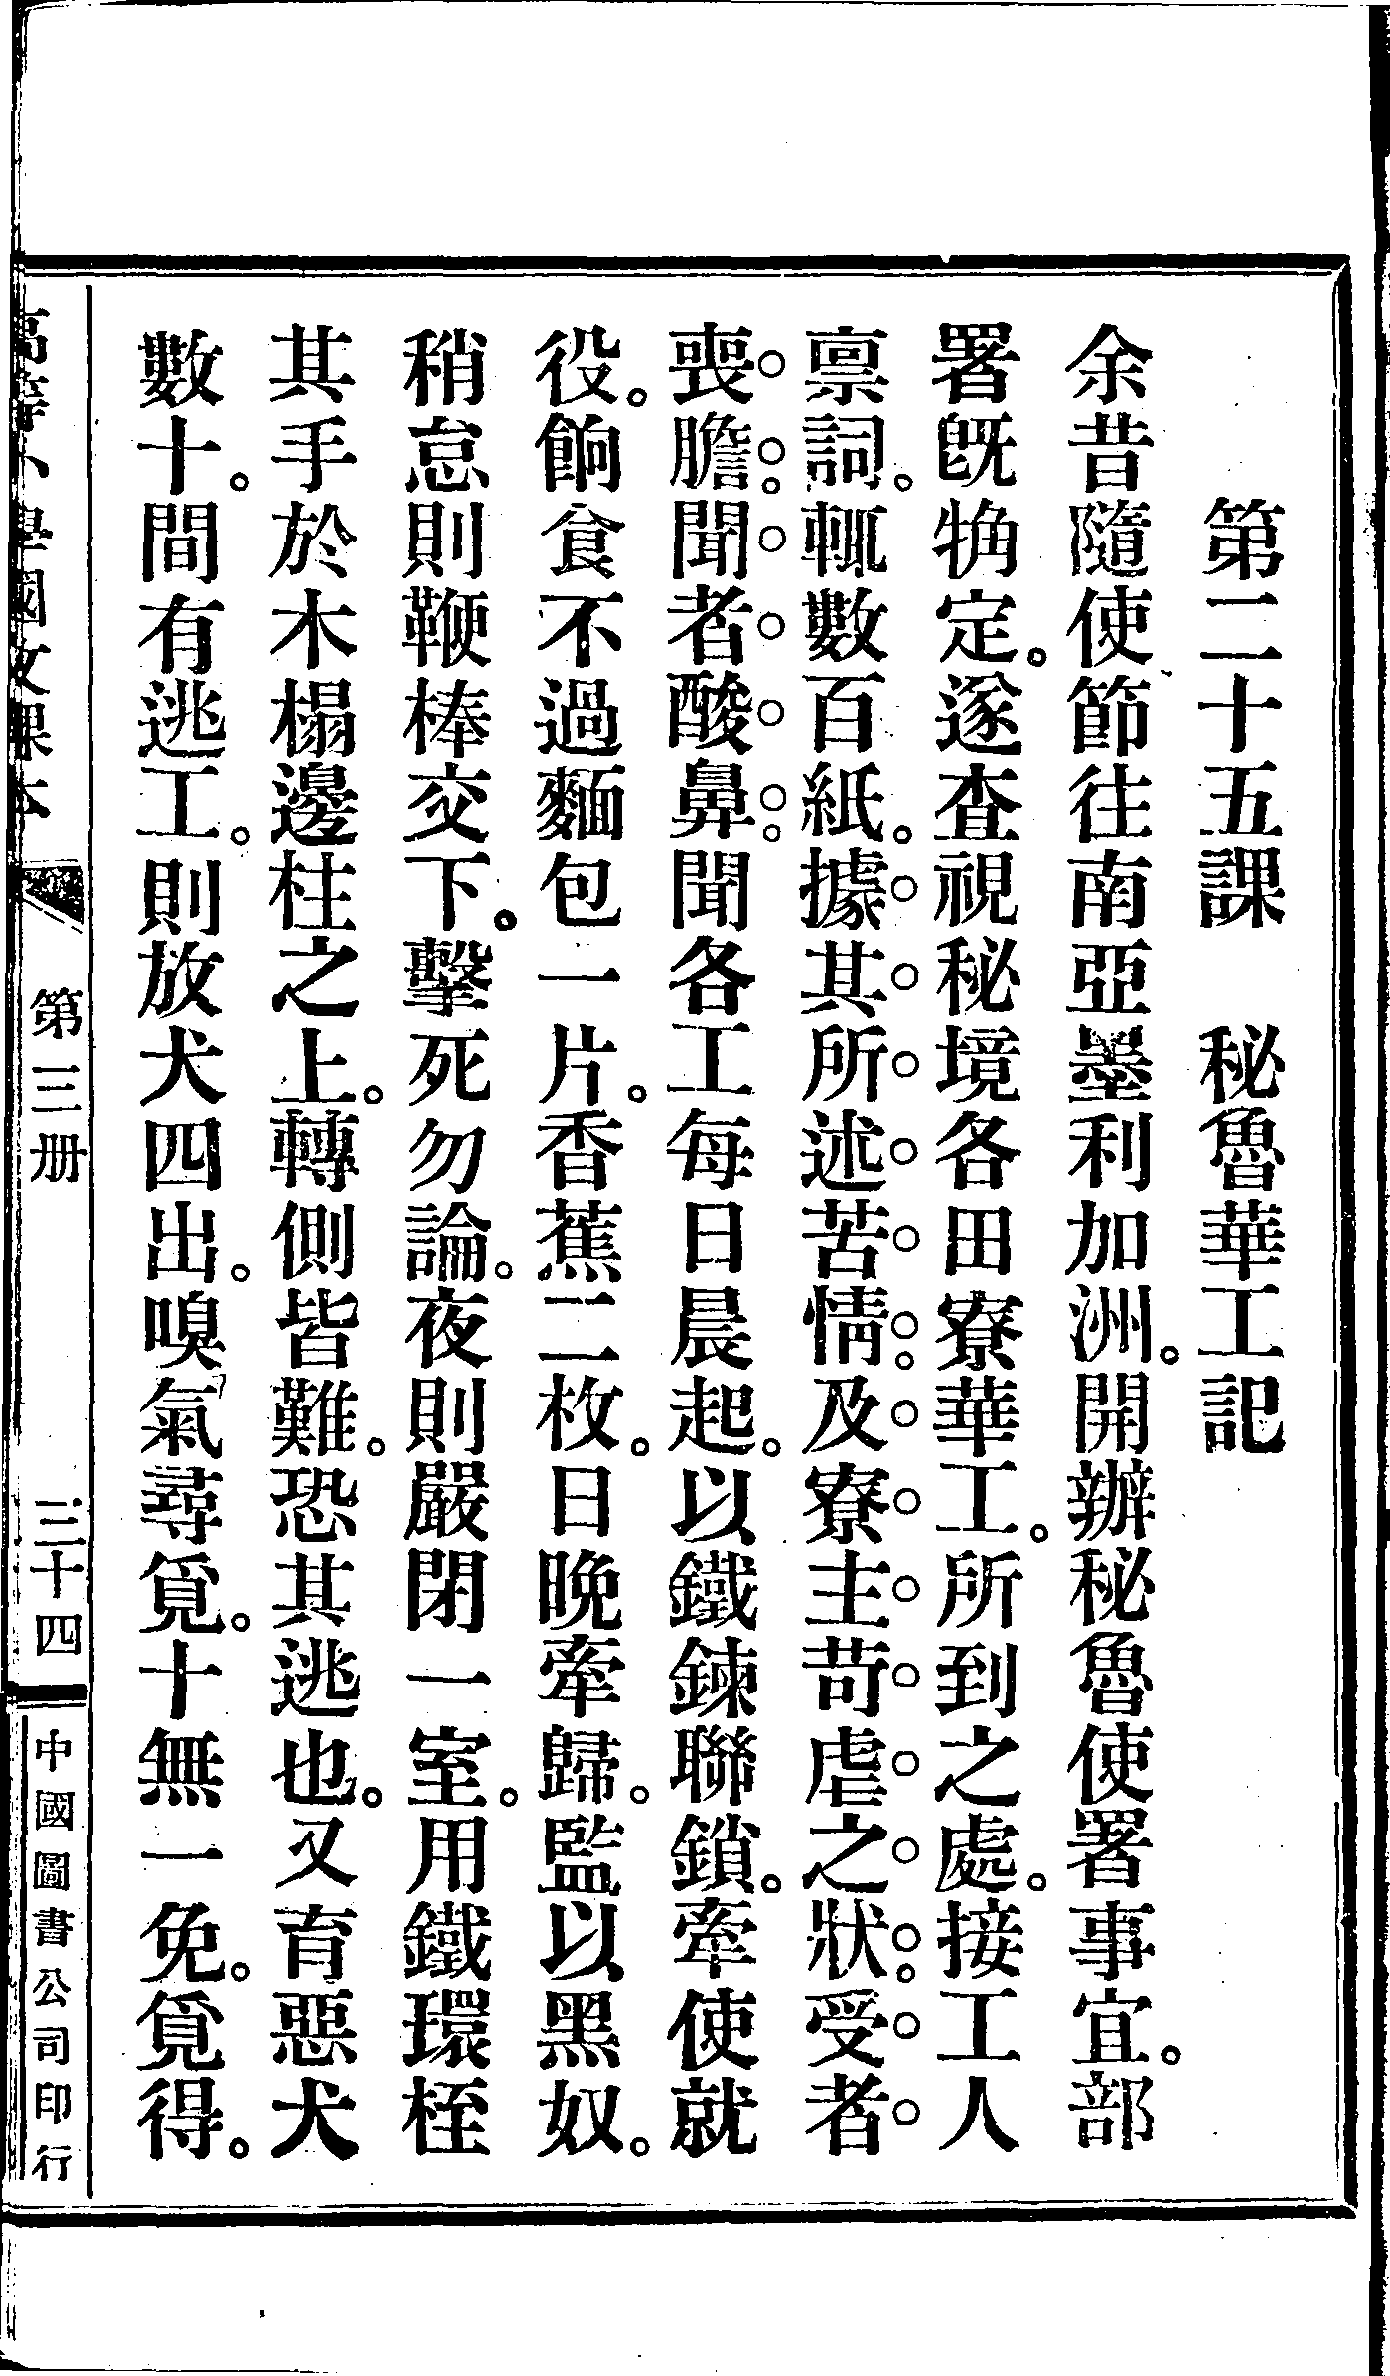 第二十五課　秘魯華工記
余昔隨使節往南亞墨利加洲。開辦秘魯使署事宜。部
署旣觕定。遂查視秘境各田寮華工。所到之處。接工人
稟詞。輒數百紙。據其所述苦情。及寮主苛虐之狀。受者
喪膽。聞者酸鼻。聞各工每日晨起。以鐵鍊聯鎖。牽使就
役。餉食不過麵包一片。香蕉二枚。日晚牽歸。監以黑奴。
稍怠則鞭棒交下。擊死勿論。夜則嚴閉一室。用鐵環桎
其手於木榻邊柱之上。轉側皆難。恐其逃也。又育惡犬
數十。間有逃工。則放犬四出。嗅氣尋覓。十無一免。覓得。
高等小學國文課本　第三册　三十四　中國圖書公司印行